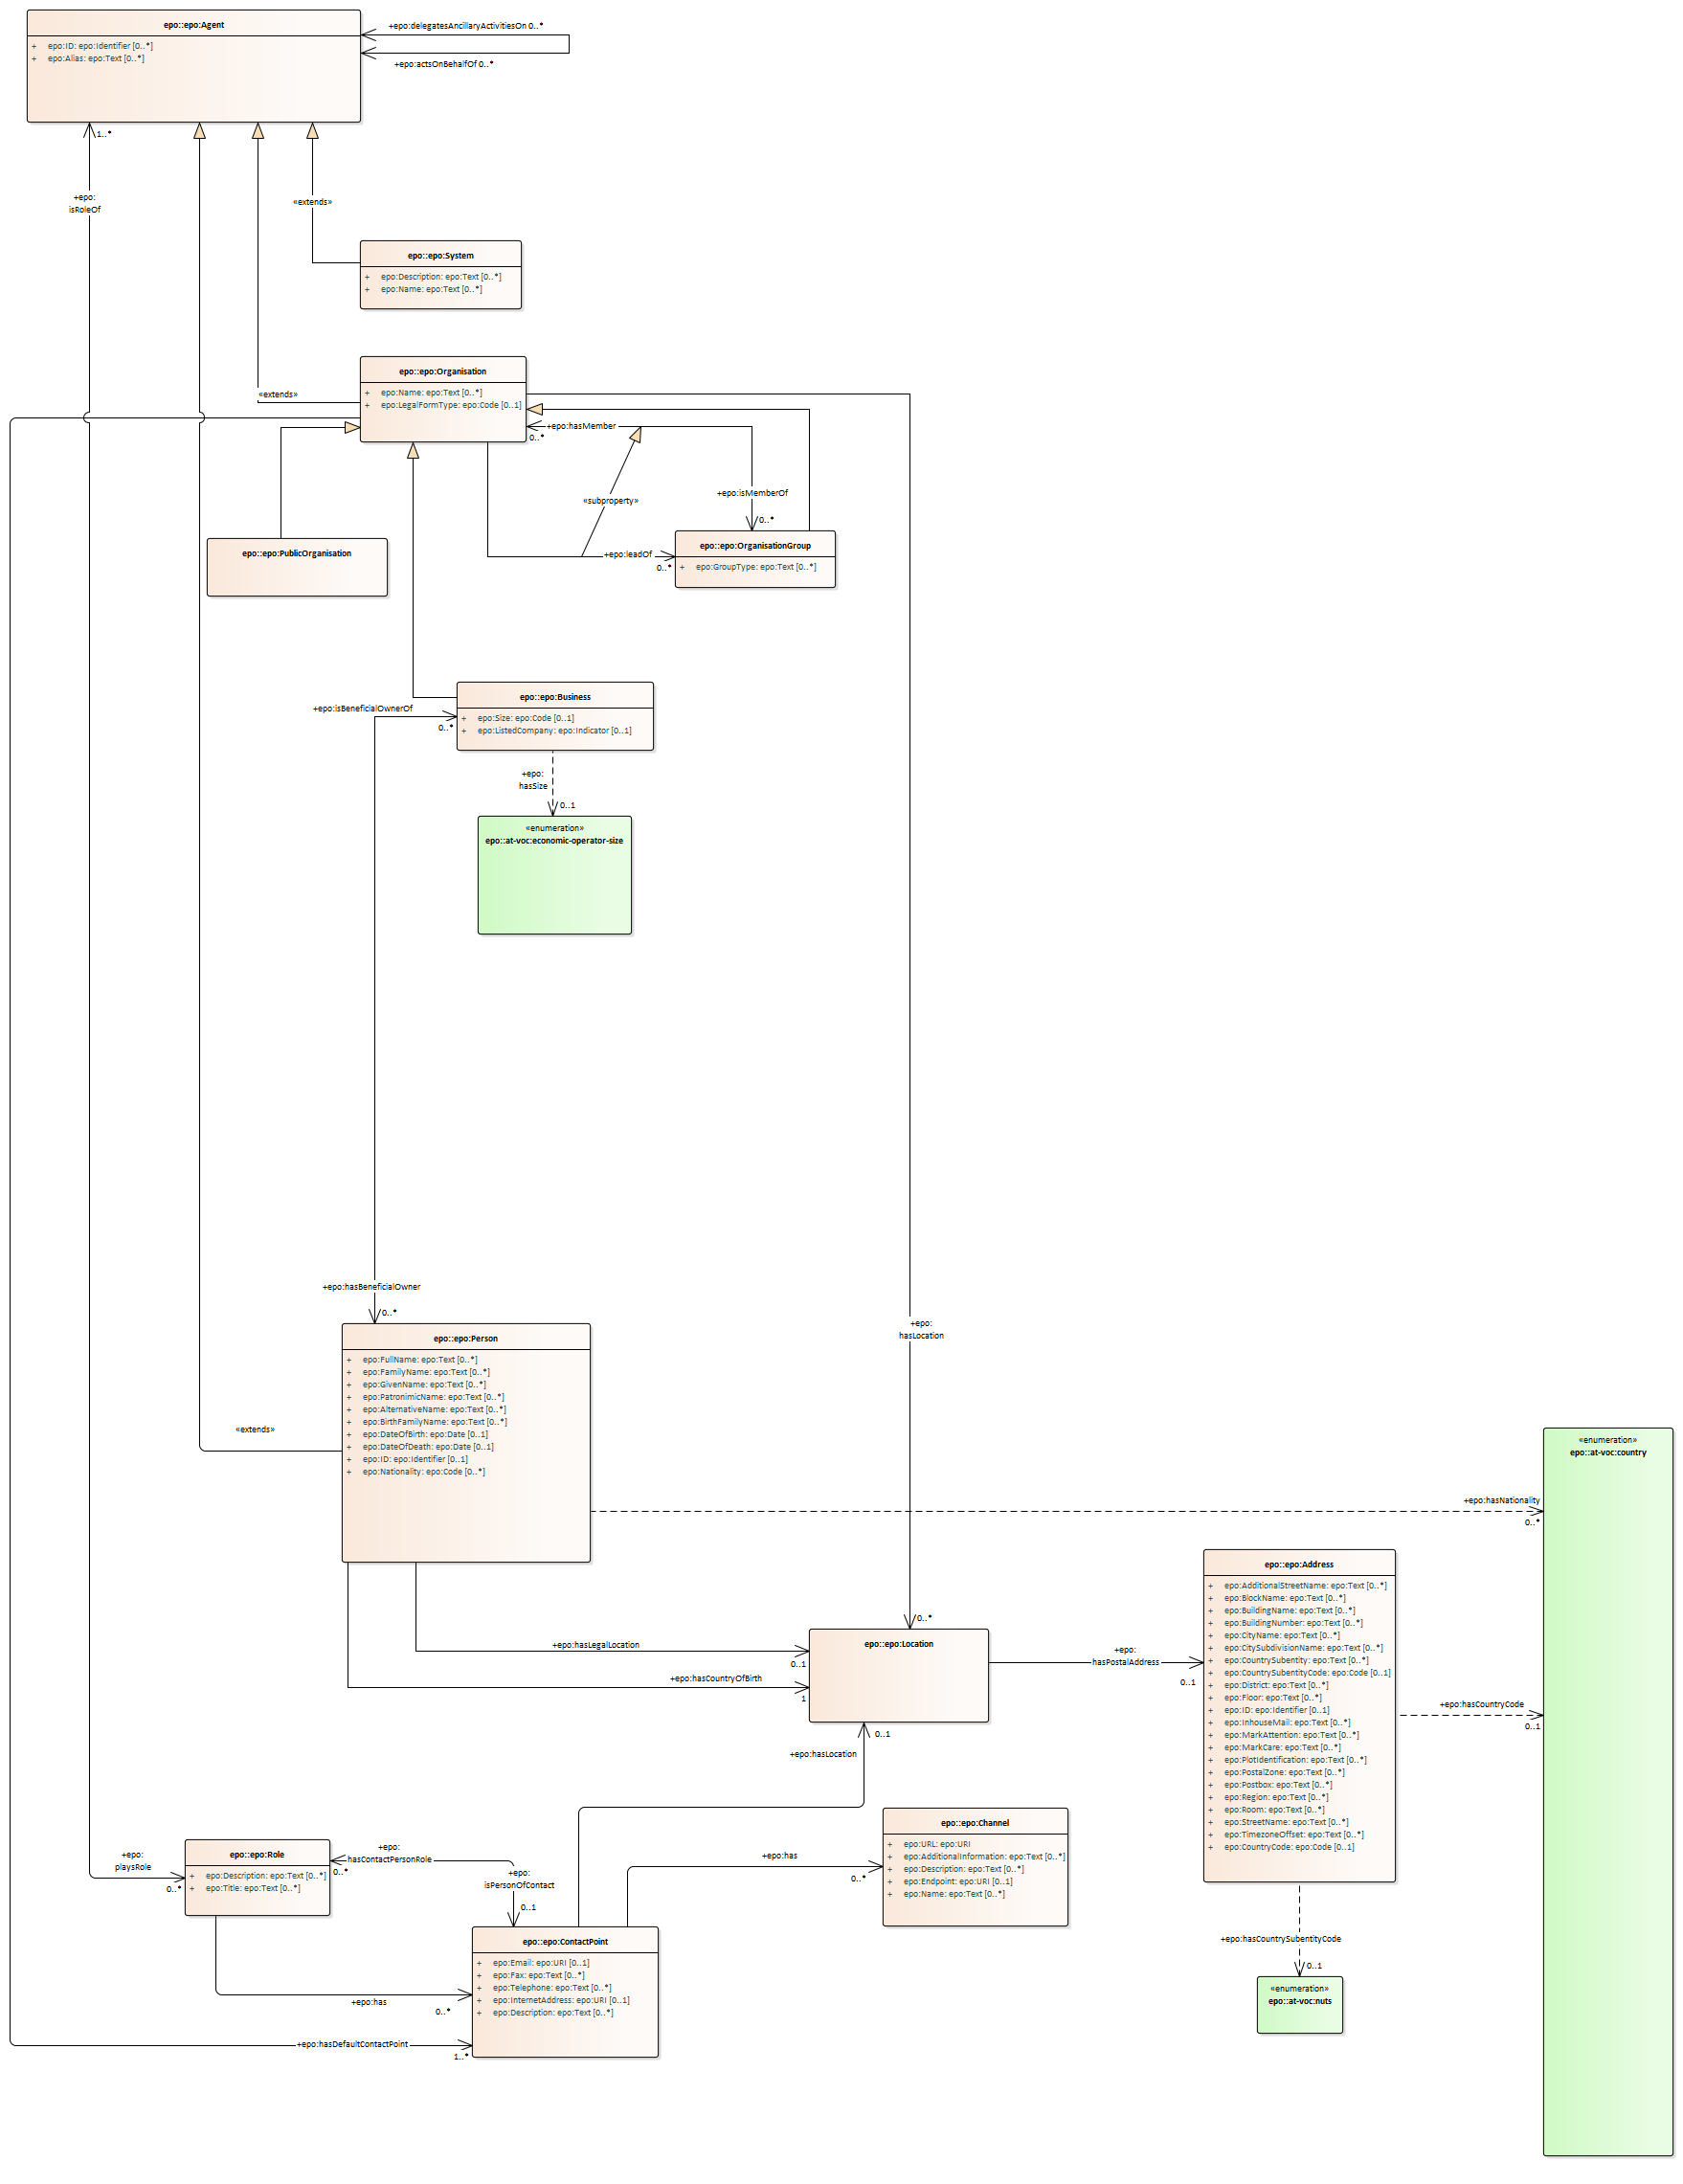 epo::epo:Agent
+ epo:ID: epo:Identifier [0..*]
+ epo:Alias: epo:Text [0..*]
+epo:delegatesAncillaryActivitiesOn 0..*
+epo:actsOnBehalfOf 0..*
1..*
+epo:
isRoleOf
«extends»
epo::epo:System
+ epo:Description: epo:Text [0..*]
+ epo:Name: epo:Text [0..*]
epo::epo:Organisation
+ epo:Name: epo:Text [0..*]
+ epo:LegalFormType: epo:Code [0..1]
«extends»
+epo:hasMember
0..*
«subproperty»
+epo:isMemberOf
0..*
epo::epo:PublicOrganisation
+epo:leadOf
0..*
epo::epo:OrganisationGroup
+ epo:GroupType: epo:Text [0..*]
epo::epo:Business
+ epo:Size: epo:Code [0..1]
+ epo:ListedCompany: epo:Indicator [0..1]
+epo:isBeneficialOwnerOf
0..*
+epo:
hasSize
0..1
«enumeration»
epo::at-voc:economic-operator-size
+epo:hasBeneficialOwner
0..*
+epo:
hasLocation
epo::epo:Person
+ epo:FullName: epo:Text [0..*]
+ epo:FamilyName: epo:Text [0..*]
+ epo:GivenName: epo:Text [0..*]
+ epo:PatronimicName: epo:Text [0..*]
+ epo:AlternativeName: epo:Text [0..*]
+ epo:BirthFamilyName: epo:Text [0..*]
+ epo:DateOfBirth: epo:Date [0..1]
+ epo:DateOfDeath: epo:Date [0..1]
+ epo:ID: epo:Identifier [0..1]
+ epo:Nationality: epo:Code [0..*]
«extends»
«enumeration»
epo::at-voc:country
+epo:hasNationality
0..*
epo::epo:Address
+ epo:AdditionalStreetName: epo:Text [0..*]
+ epo:BlockName: epo:Text [0..*]
+ epo:BuildingName: epo:Text [0..*]
+ epo:BuildingNumber: epo:Text [0..*]
+ epo:CityName: epo:Text [0..*]
+ epo:CitySubdivisionName: epo:Text [0..*]
+ epo:CountrySubentity: epo:Text [0..*]
+ epo:CountrySubentityCode: epo:Code [0..1]
+ epo:District: epo:Text [0..*]
+ epo:Floor: epo:Text [0..*]
+ epo:ID: epo:Identifier [0..1]
+ epo:InhouseMail: epo:Text [0..*]
+ epo:MarkAttention: epo:Text [0..*]
+ epo:MarkCare: epo:Text [0..*]
+ epo:PlotIdentification: epo:Text [0..*]
+ epo:PostalZone: epo:Text [0..*]
+ epo:Postbox: epo:Text [0..*]
+ epo:Region: epo:Text [0..*]
+ epo:Room: epo:Text [0..*]
+ epo:StreetName: epo:Text [0..*]
+ epo:TimezoneOffset: epo:Text [0..*]
+ epo:CountryCode: epo:Code [0..1]
0..*
epo::epo:Location
+epo:hasLegalLocation
0..1
+epo:hasCountryOfBirth
1
+epo:
hasPostalAddress
0..1
+epo:hasCountryCode
0..1
0..1
+epo:hasLocation
epo::epo:Channel
+ epo:URL: epo:URI
+ epo:AdditionalInformation: epo:Text [0..*]
+ epo:Description: epo:Text [0..*]
+ epo:Endpoint: epo:URI [0..1]
+ epo:Name: epo:Text [0..*]
+epo:has
0..*
+epo:
playsRole
0..*
epo::epo:Role
+ epo:Description: epo:Text [0..*]
+ epo:Title: epo:Text [0..*]
+epo:
hasContactPersonRole
0..*
+epo:
isPersonOfContact
0..1
epo::epo:ContactPoint
+ epo:Email: epo:URI [0..1]
+ epo:Fax: epo:Text [0..*]
+ epo:Telephone: epo:Text [0..*]
+ epo:InternetAddress: epo:URI [0..1]
+ epo:Description: epo:Text [0..*]
+epo:has
0..*
+epo:hasDefaultContactPoint
1..*
+epo:hasCountrySubentityCode
0..1
«enumeration»
epo::at-voc:nuts